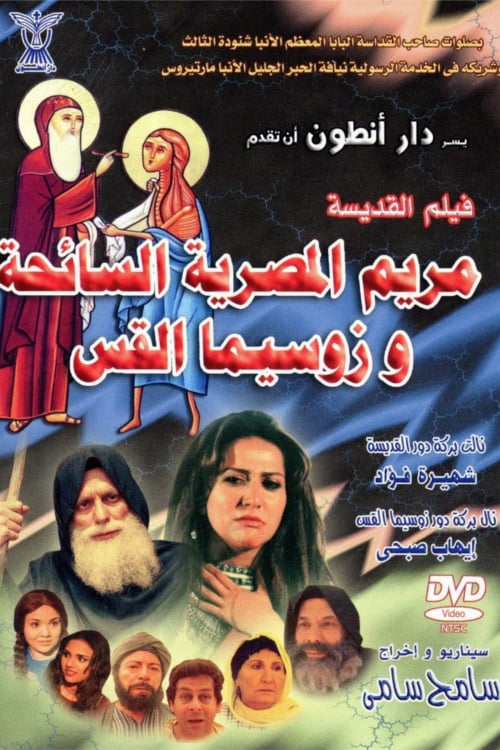 بصلوات صاحب القداسة البابا المعظم الأنبا شنودة الثالث
وشريكه فى الخدمة الرسولية نيافة الحبر الجليل الأنبا مارتيروس
يسر دار أنطون أن تقدم
فيلم القديسة
مريم المصرية السائحة
و زوسيما القس
نالت بركة دور القديسة
شهيرة فؤاد
نال بركة دور زوسيما القس
إيهاب صبحى
DVD
Video
NTSC
سيناريو و إخراج
سامح سامى